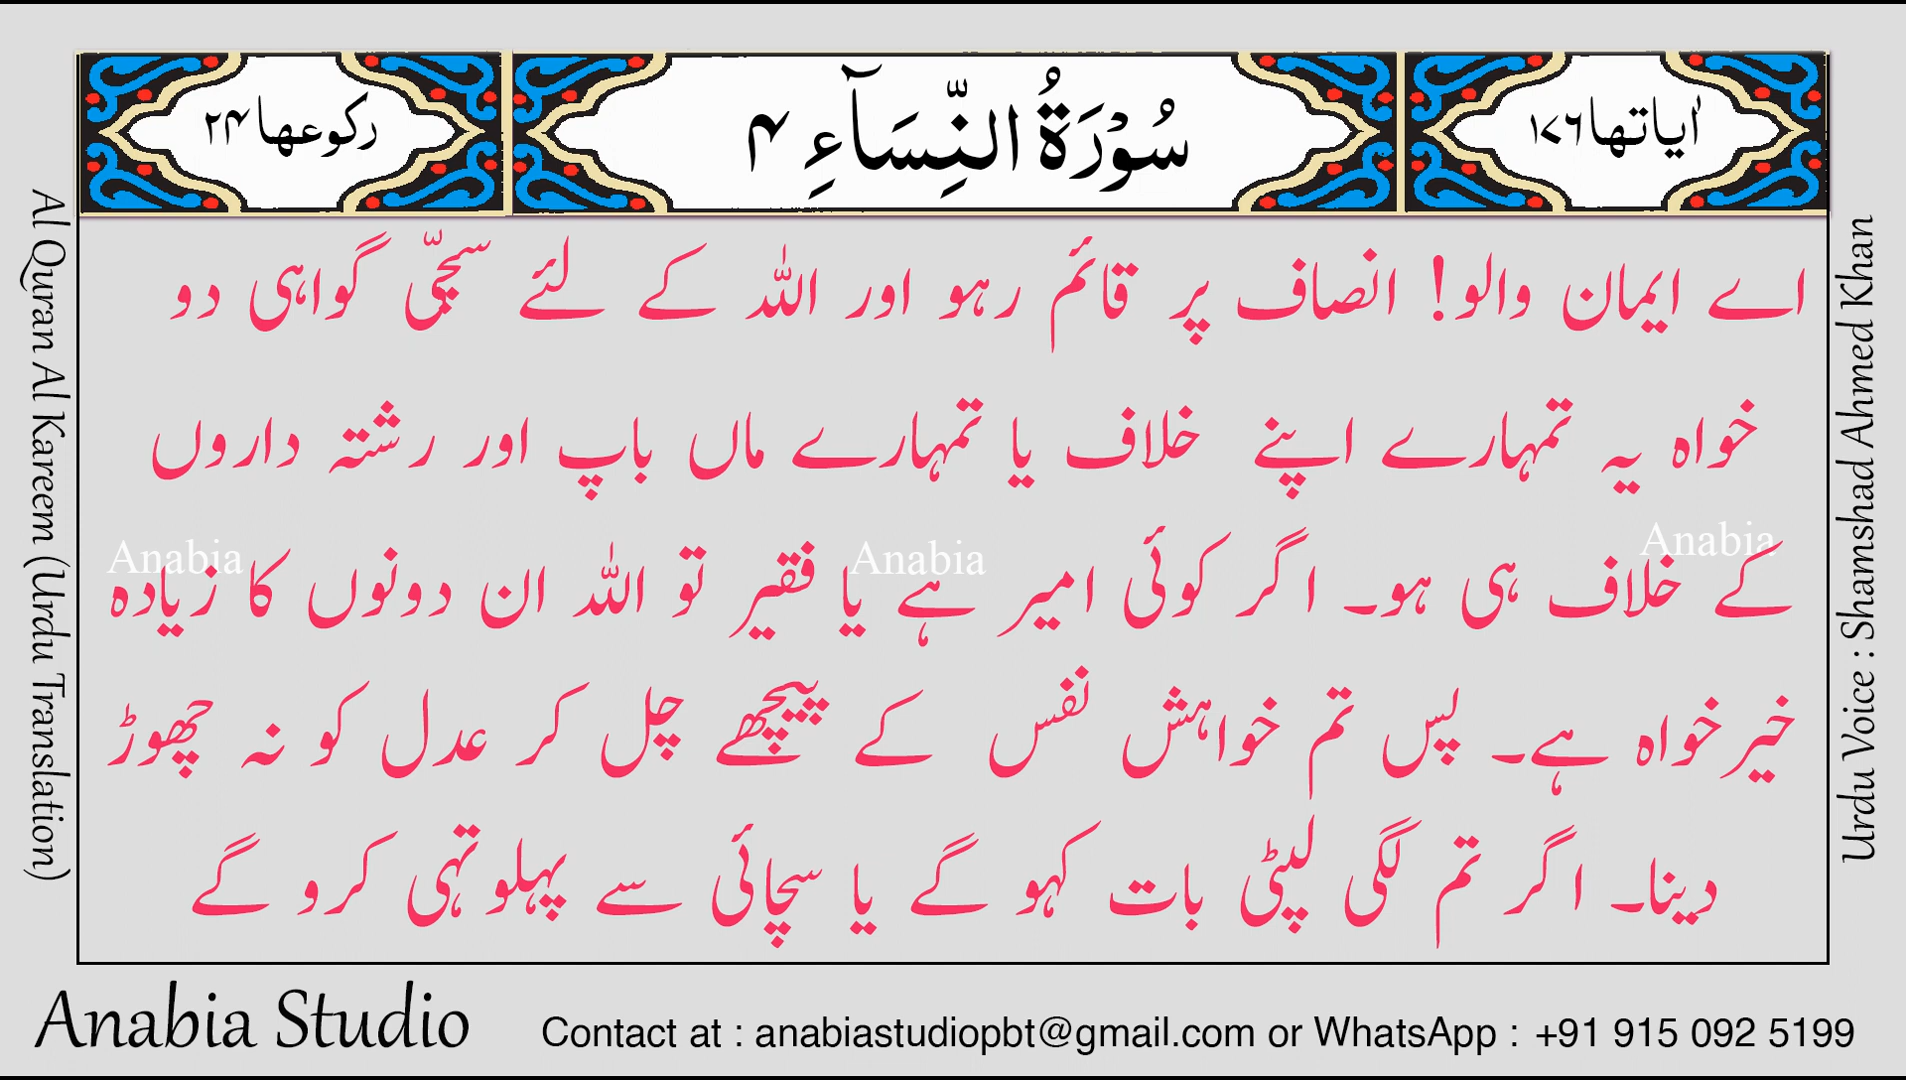 رکوعھا ۲۴
سُوْرَةُ النِّسَآءِ ۴
اٰیاتھا ۱۷۶
اے ایمان والو! انصاف پر قائم رہو اور اللہ کے لئے سچّی گواہی دو
خواہ یہ تمہارے اپنے خلاف یا تمہارے ماں باپ اور رشتہ داروں
کے خلاف ہی ہو۔ اگر کوئی امیر ہے یا فقیر تو اللہ ان دونوں کا زیادہ
خیرخواہ ہے۔ پس تم خواہش نفس کے پیچھے چل کر عدل کو نہ چھوڑ
دینا۔ اگر تم لگی لپٹی بات کہو گے یا سچائی سے پہلوتہی کرو گے
Anabia
Anabia
Anabia
Al Quran Al Kareem (Urdu Translation)
Urdu Voice : Shamshad Ahmed Khan
Anabia Studio
Contact at : anabiastudiopbt@gmail.com or WhatsApp : +91 915 092 5199